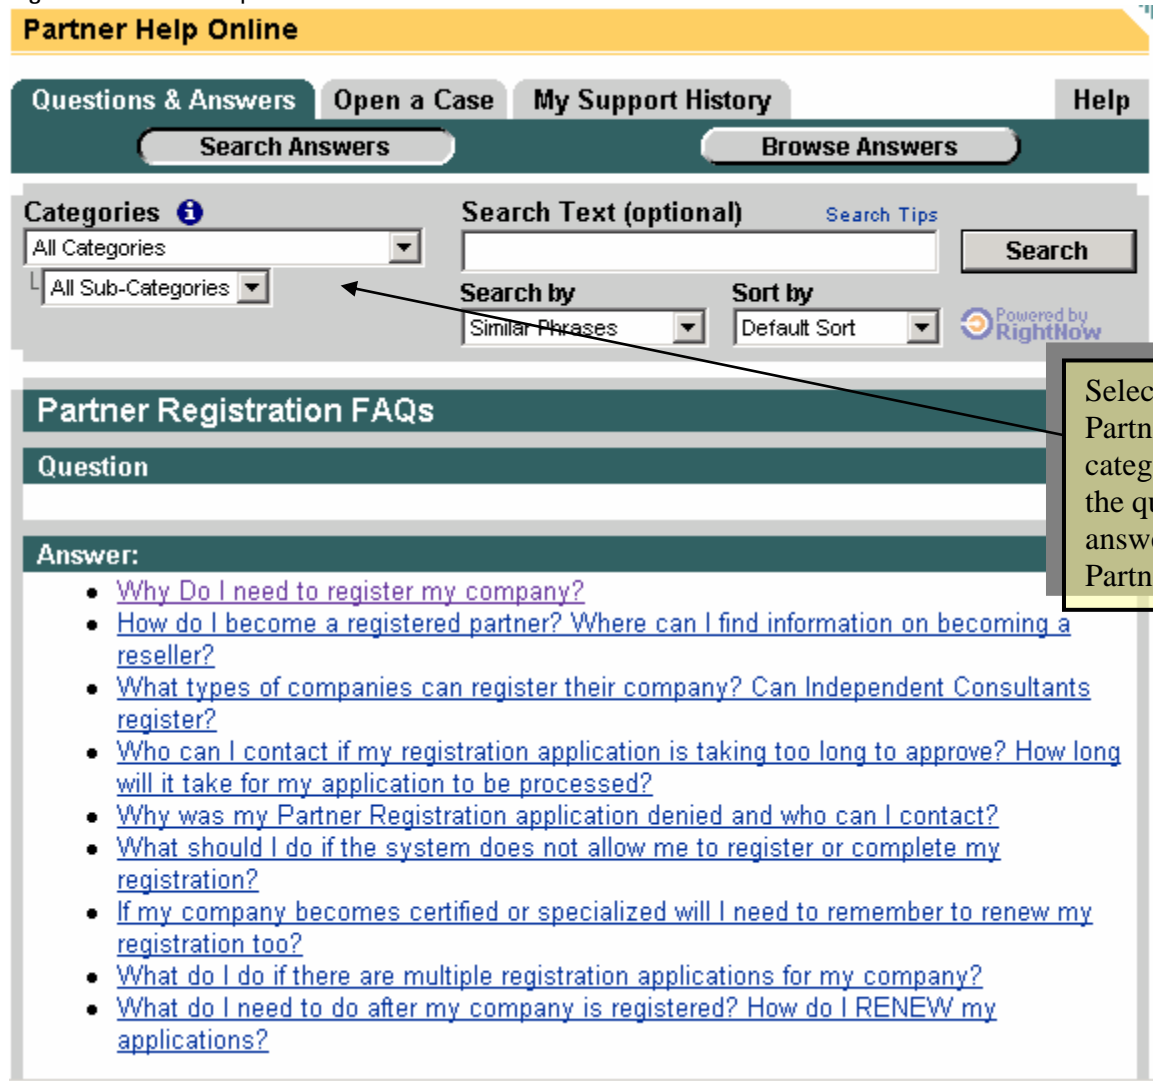 Partner Help Online
Questions & Answers Open a Case My Support History Help
Search Answers Browse Answers
Categories Search Text (optional) Search Tips
All Categories
Search
All Sub-Categories
Search by Sort by
Similar Phrases Default Sort
Powered by
RightNow
Partner Registration FAQs
Question
Answer:
• Why Do I need to register my company?
• How do I become a registered partner? Where can I find information on becoming a
reseller?
• What types of companies can register their company? Can Independent Consultants
register?
• Who can I contact if my registration application is taking too long to approve? How long
will it take for my application to be processed?
• Why was my Partner Registration application denied and who can I contact?
• What should I do if the system does not allow me to register or complete my
registration?
• If my company becomes certified or specialized will I need to remember to renew my
registration too?
• What do I do if there are multiple registration applications for my company?
• What do I need to do after my company is registered? How do I RENEW my
applications?
Selec
Partn
categ
the qu
answe
Partn